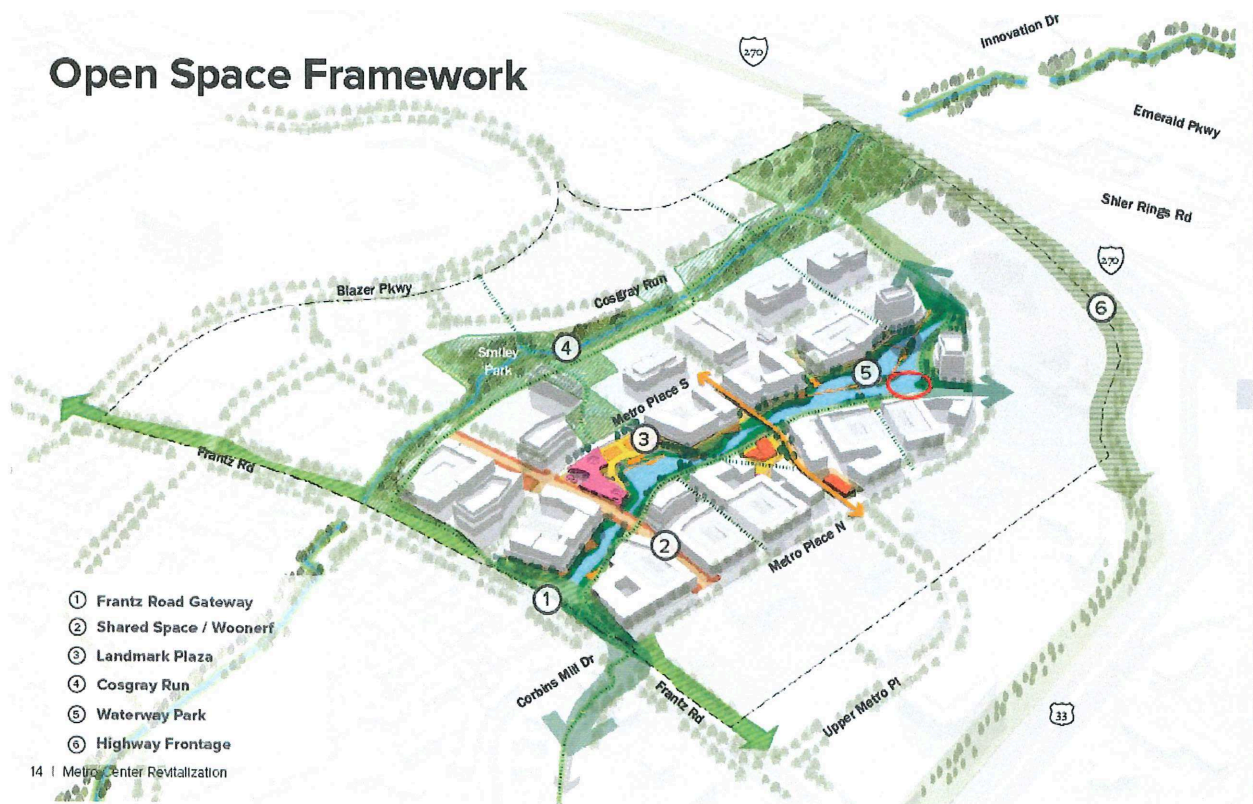 Open Space Framework
270
Innovation Dr
Emerald Pkwy
Shier Rings Rd
270
6
Cosgray Run
Blazer Pkwy
4
Smiley
Park
5
Metro Place S
3
Frantz Rd
2
Metro Place N
1
Corbins Mill Dr
Frantz Rd
Upper Metro Pl
33
1 Frantz Road Gateway
2 Shared Space / Woonerf
3 Landmark Plaza
4 Cosgray Run
5 Waterway Park
6 Highway Frontage
14 | Metro Center Revitalization